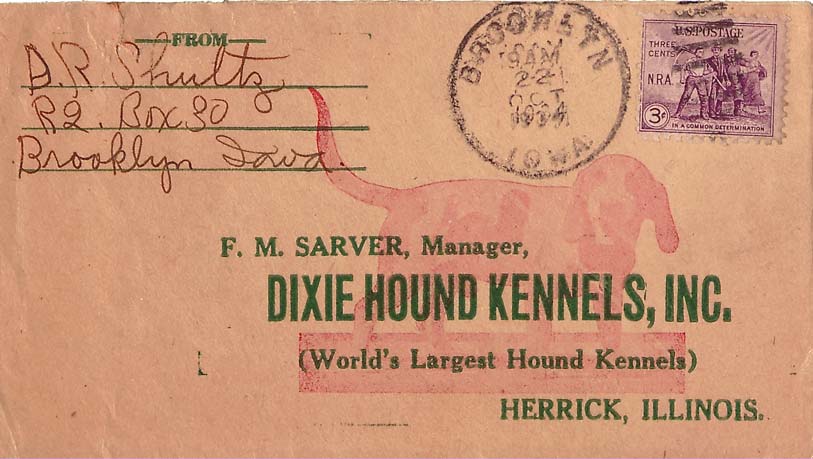 FROM
D. R. Shultz
R2. Box 30
Brooklyn Iowa.
BROOKLYN
9 AM
22
OCT
1934
IOWA
U.S. POSTAGE
THREE CENTS
N.R.A.
3¢
IN A COMMON DETERMINATION
F. M. SARVER, Manager,
DIXIE HOUND KENNELS, INC.
(World's Largest Hound Kennels)
HERRICK, ILLINOIS.